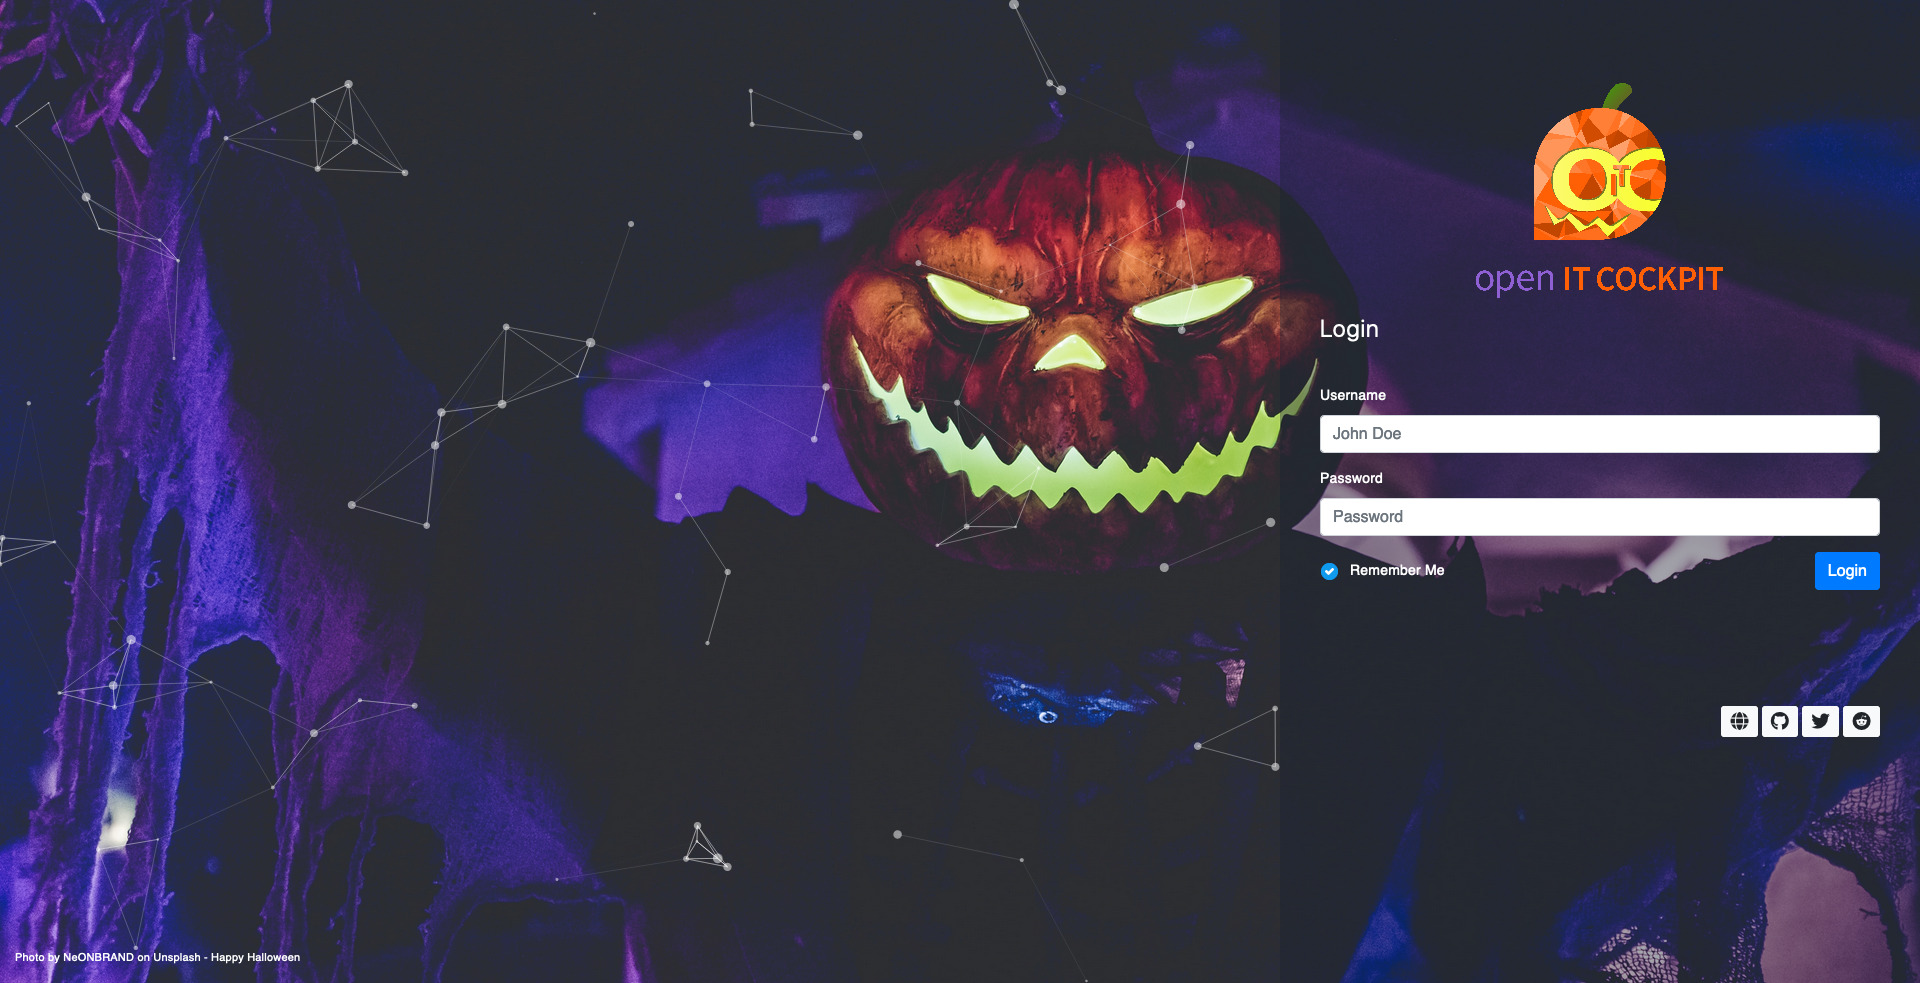 OITC
open IT COCKPIT
Login
Username
John Doe
Password
Password
Remember Me
Login
Photo by NeONBRAND on Unsplash - Happy Halloween